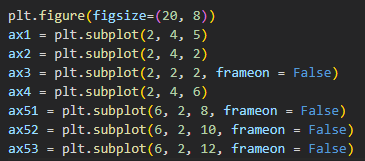 plt.figure(figsize=(20, 8))
ax1 = plt.subplot(2, 4, 5)
ax2 = plt.subplot(2, 4, 2)
ax3 = plt.subplot(2, 2, 2, frameon = False)
ax4 = plt.subplot(2, 4, 6)
ax51 = plt.subplot(6, 2, 8, frameon = False)
ax52 = plt.subplot(6, 2, 10, frameon = False)
ax53 = plt.subplot(6, 2, 12, frameon = False)